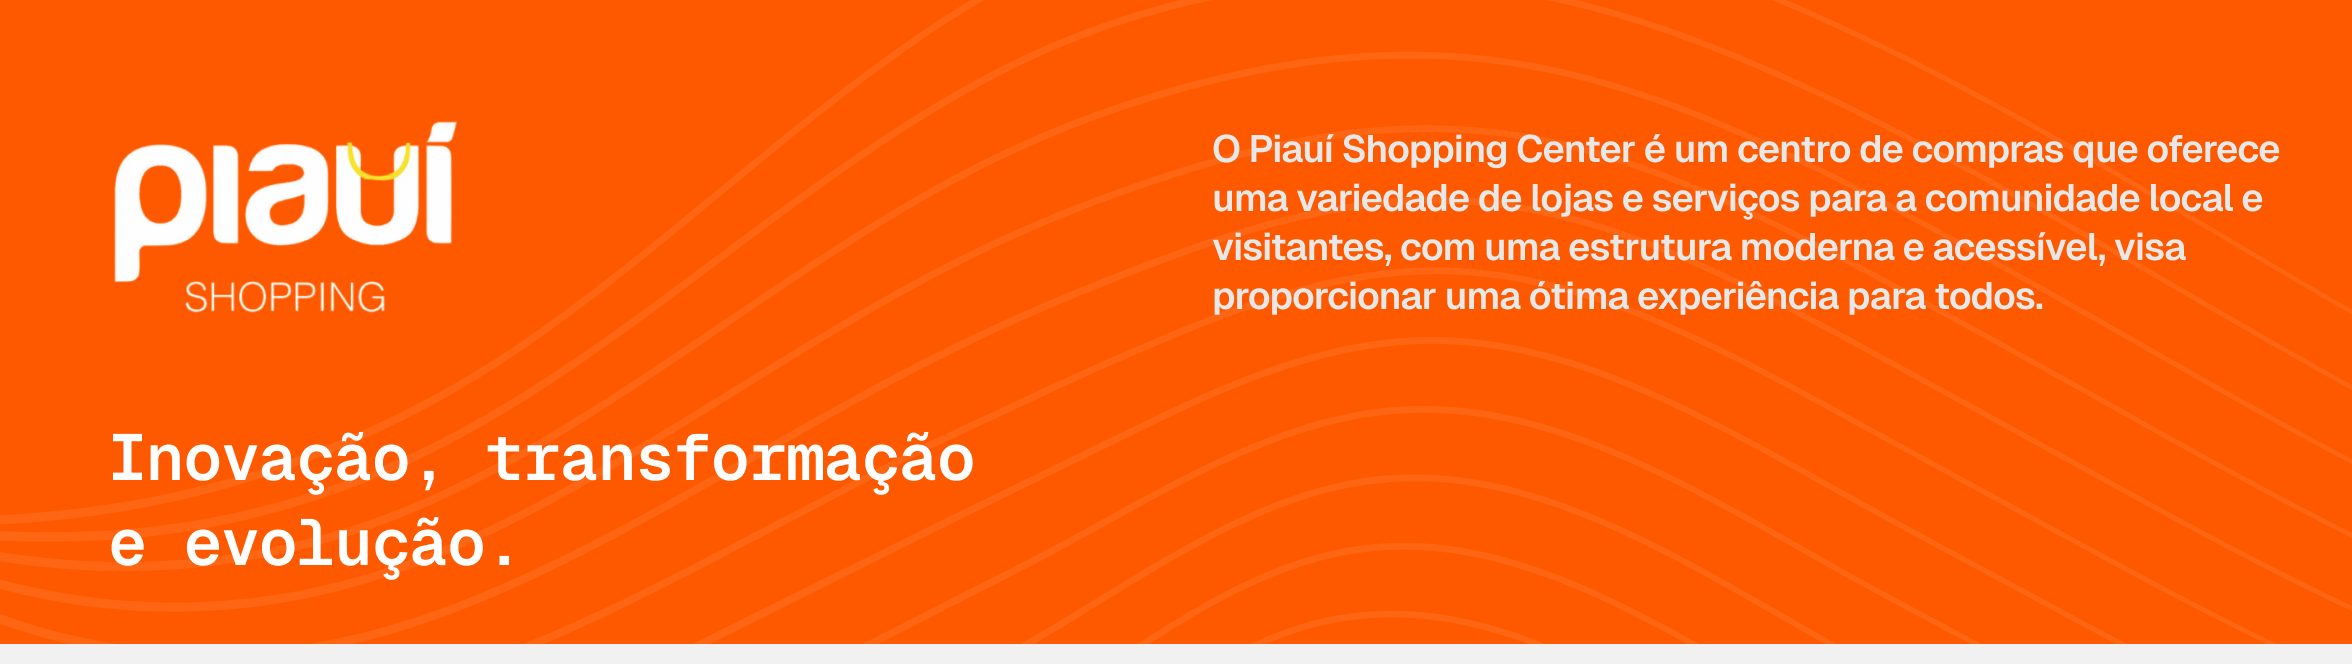 piauí
SHOPPING
Inovação, transformação
e evolução.
O Piauí Shopping Center é um centro de compras que oferece
uma variedade de lojas e serviços para a comunidade local e
visitantes, com uma estrutura moderna e acessível, visa
proporcionar uma ótima experiência para todos.